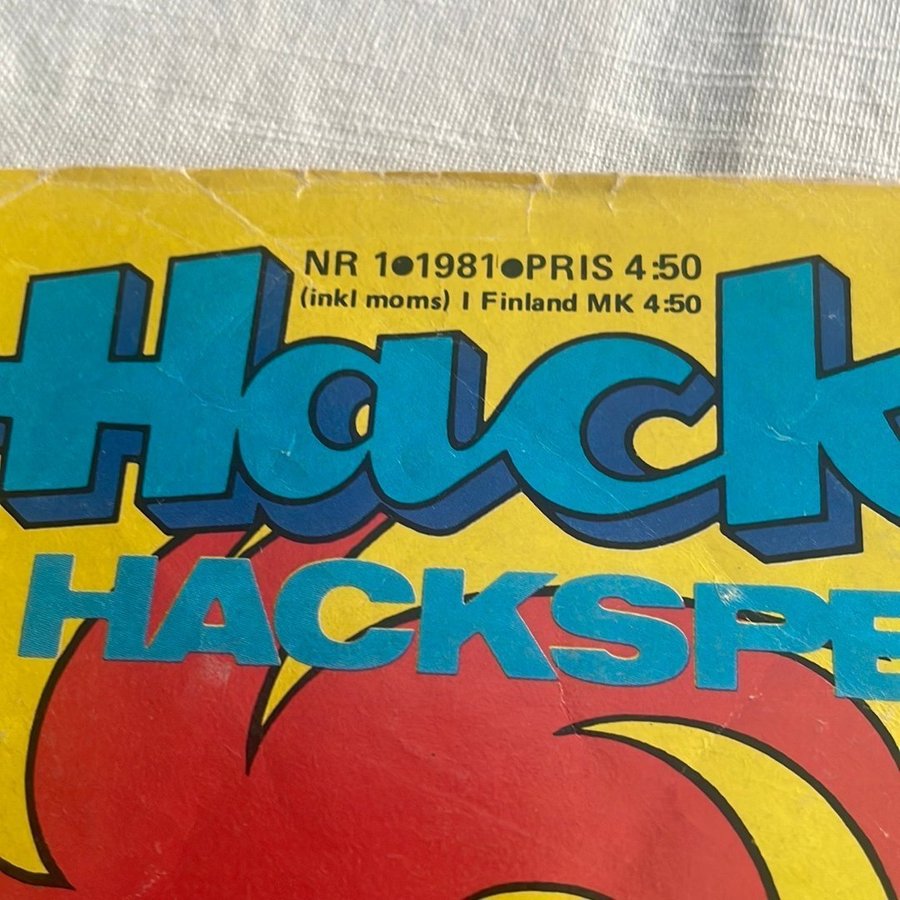 NR 1●1981●PRIS 4:50
(inkl moms) I Finland MK 4:50
Hack
HACKSPE